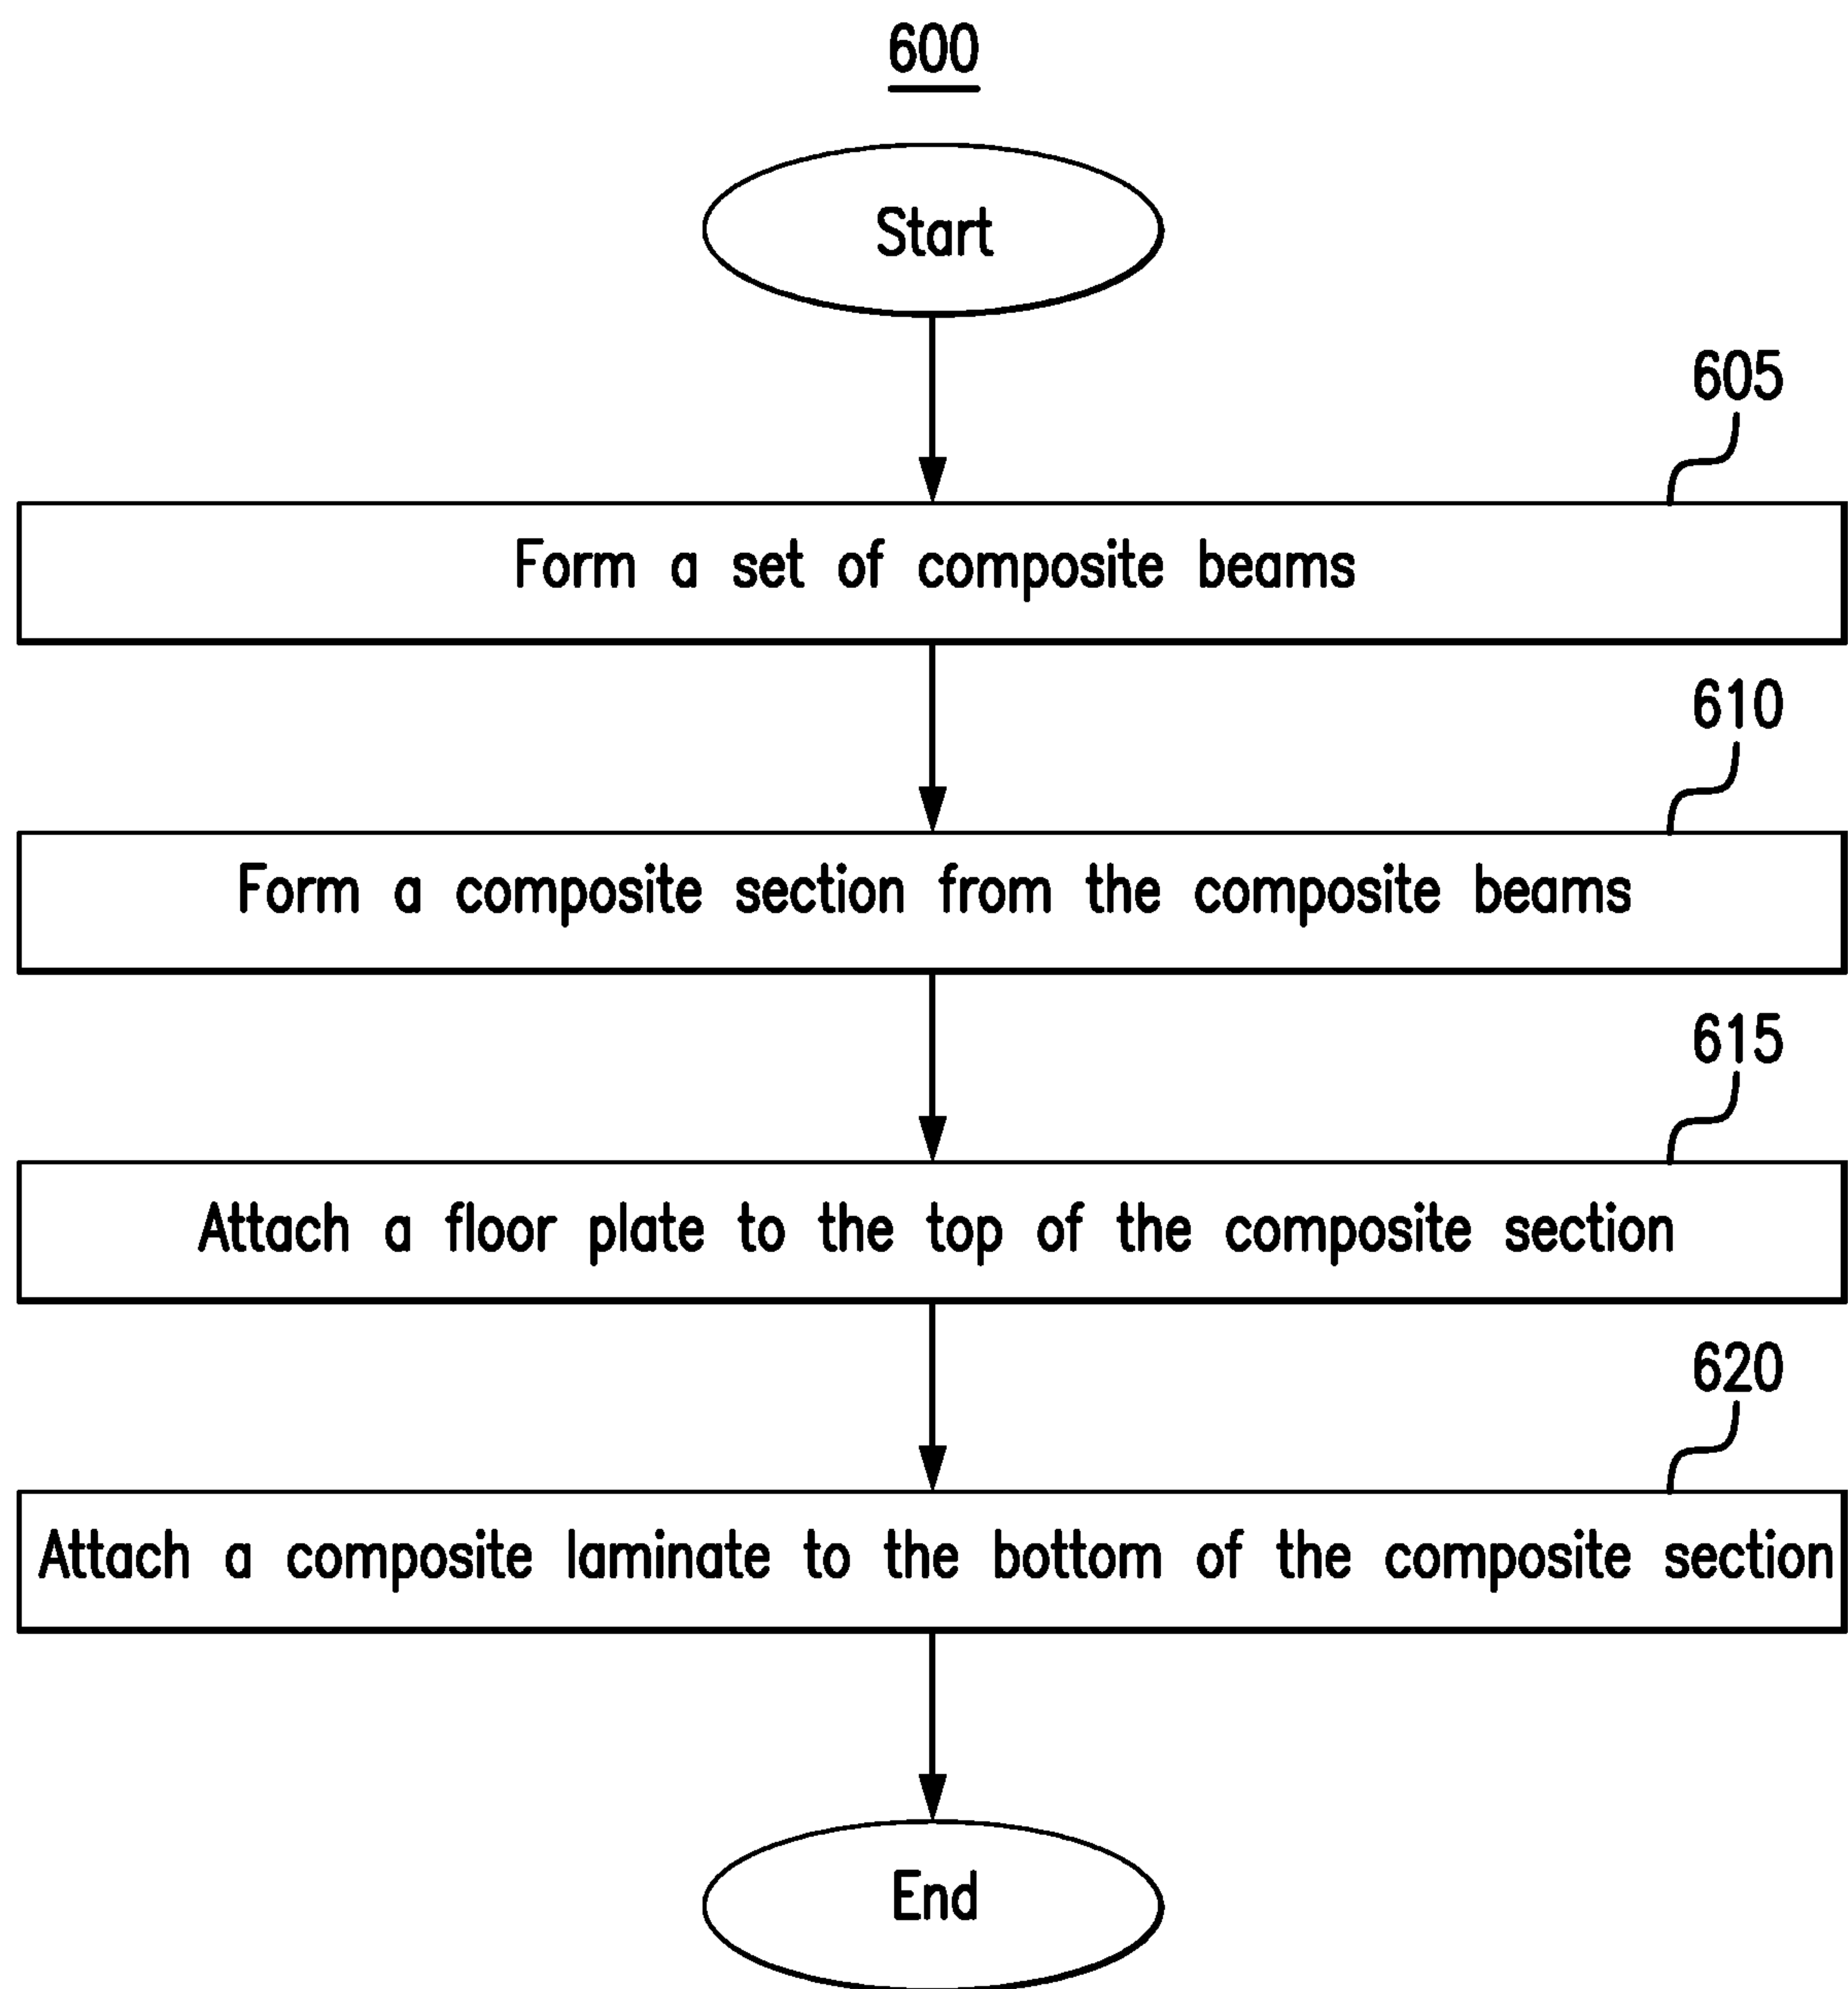 600
Start
605
Form a set of composite beams
610
Form a composite section from the composite beams
615
Attach a floor plate to the top of the composite section
620
Attach a composite laminate to the bottom of the composite section
End